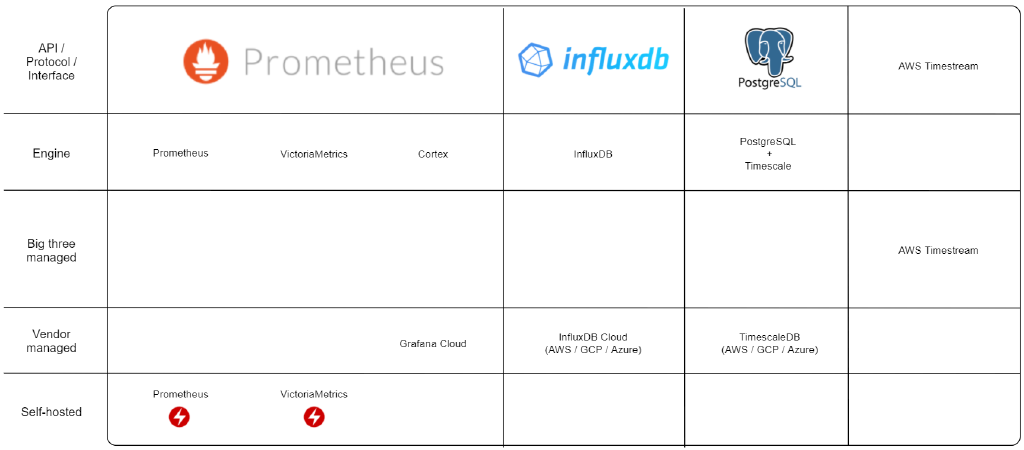 API /
Protocol /
Interface
Prometheus
influxdb
PostgreSQL
AWS Timestream
Engine
Prometheus
VictoriaMetrics
Cortex
InfluxDB
PostgreSQL
+
Timescale
Big three
managed
AWS Timestream
Vendor
managed
Grafana Cloud
InfluxDB Cloud
(AWS / GCP / Azure)
TimescaleDB
(AWS / GCP / Azure)
Self-hosted
Prometheus
VictoriaMetrics